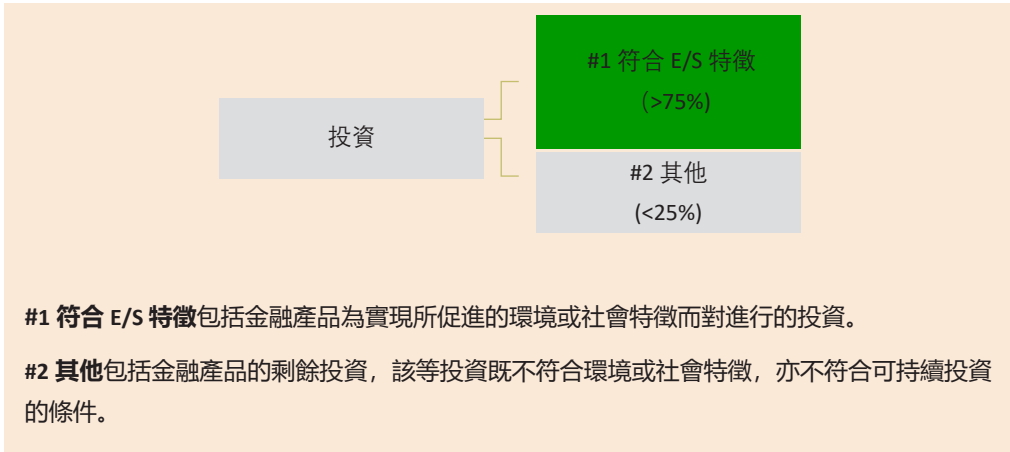 #1 符合 E/S 特徵
（>75%)
投資
#2 其他
(<25%)
#1 符合 E/S 特徵包括金融產品為實現所促進的環境或社會特徵而對進行的投資。
#2 其他包括金融產品的剩餘投資，該等投資既不符合環境或社會特徵，亦不符合可持續投資
的條件。